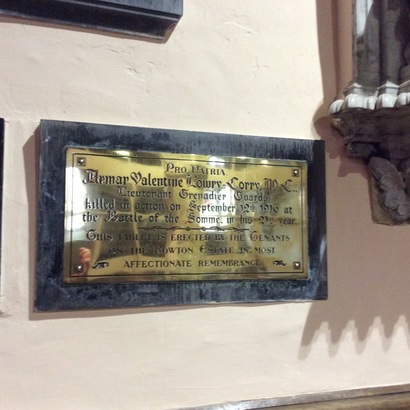 Pro Patria
Armar Valentine Lowry-Corry, M.C.,
Lieutenant Grenadier Guards
killed in action on September 12th 1916 at
the Battle of the Somme, in his 21st year.
This tablet is erected by the Tenants
on the Rowton Estate in most
affectionate remembrance.